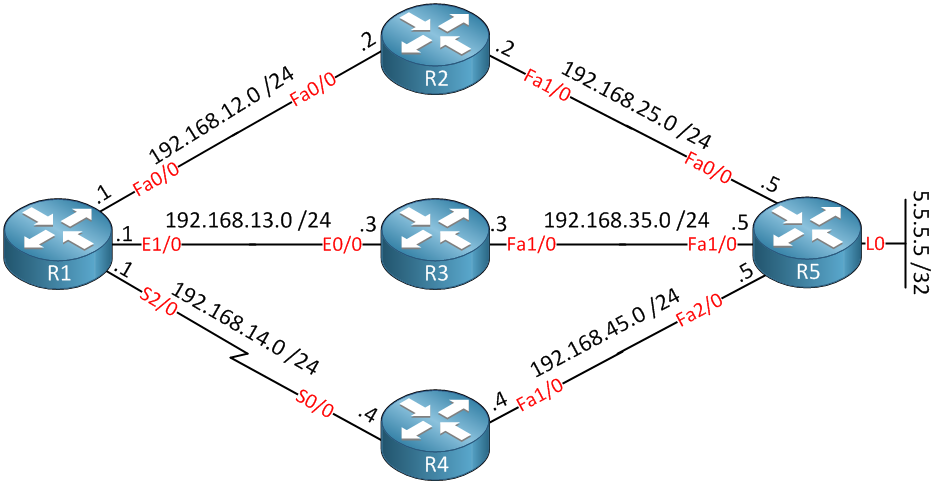 R2
.2
.2
192.168.12.0 /24
Fa0/0
Fa1/0
192.168.25.0 /24
Fa0/0
Fa0/0
.1
.5
R1
.1
E1/0
192.168.13.0 /24
E0/0
R3
.3
.3
Fa1/0
192.168.35.0 /24
Fa1/0
.5
R5
L0
5.5.5.5 /32
.1
S2/0
192.168.14.0 /24
S0/0
.4
R4
.4
Fa1/0
192.168.45.0 /24
Fa2/0
.5